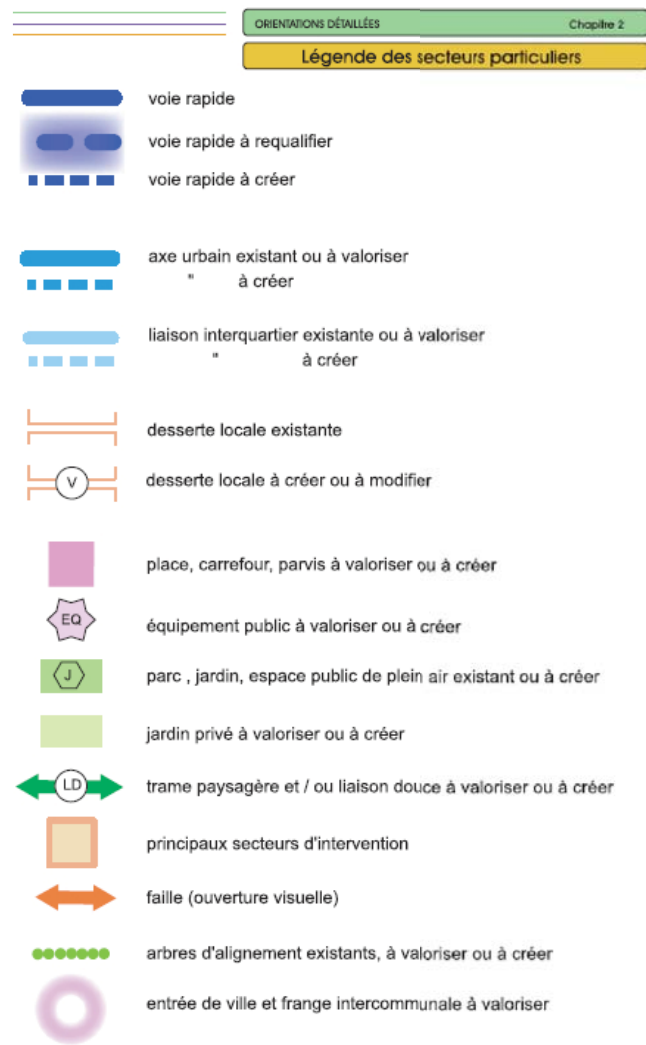 ORIENTATIONS DÉTAILLÉES Chapitre 2
Légende des secteurs particuliers
voie rapide
voie rapide à requalifier
voie rapide à créer
axe urbain existant ou à valoriser
" à créer
liaison interquartier existante ou à valoriser
" à créer
desserte locale existante
V desserte locale à créer ou à modifier
place, carrefour, parvis à valoriser ou à créer
EQ équipement public à valoriser ou à créer
J parc , jardin, espace public de plein air existant ou à créer
jardin privé à valoriser ou à créer
LD trame paysagère et / ou liaison douce à valoriser ou à créer
principaux secteurs d'intervention
faille (ouverture visuelle)
arbres d'alignement existants, à valoriser ou à créer
entrée de ville et frange intercommunale à valoriser